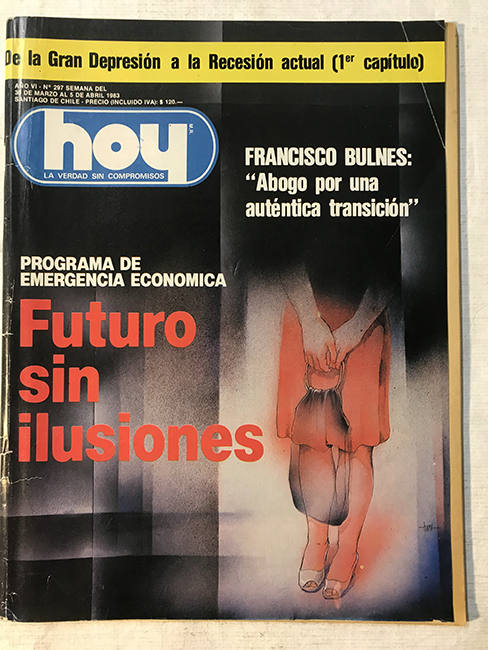 De la Gran Depresión a la Recesión actual (1er capítulo)
AÑO VI - Nº 297 SEMANA DEL
30 DE MARZO AL 5 DE ABRIL 1983
SANTIAGO DE CHILE - PRECIO (INCLUIDO IVA): $ 120.—
hoy
M.R.
LA VERDAD SIN COMPROMISOS
FRANCISCO BULNES:
“Abogo por una
auténtica transición”
PROGRAMA DE
EMERGENCIA ECONOMICA
Futuro
sin
ilusiones